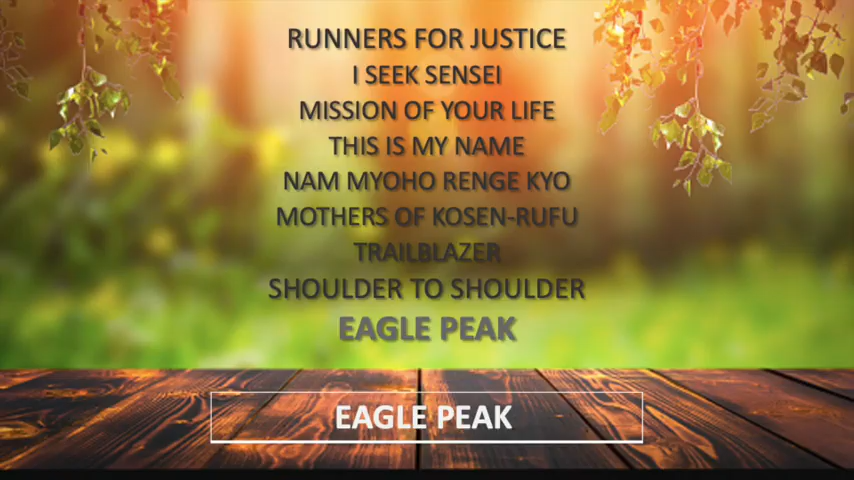 RUNNERS FOR JUSTICE
I SEEK SENSEI
MISSION OF YOUR LIFE
THIS IS MY NAME
NAM MYOHO RENGE KYO
MOTHERS OF KOSEN-RUFU
TRAILBLAZER
SHOULDER TO SHOULDER
EAGLE PEAK
EAGLE PEAK